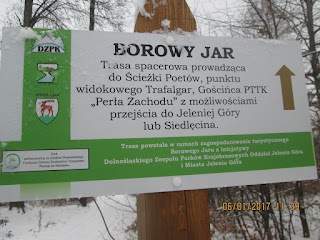 DZPK
BOROWY JAR
Trasa spacerowa prowadząca
do Ścieżki Poetów, punktu
widokowego Trafalgar, Gościńca PTTK
„Perła Zachodu” z możliwościami
przejścia do Jeleniej Góry
lub Siedlęcina.
Trasa powstała w ramach zagospodarowania turystycznego
Borowego Jaru z inicjatywy
Dolnośląskiego Zespołu Parków Krajobrazowych Oddział Jelenia Góra
i Miasta Jelenia Góra
06/01/2017